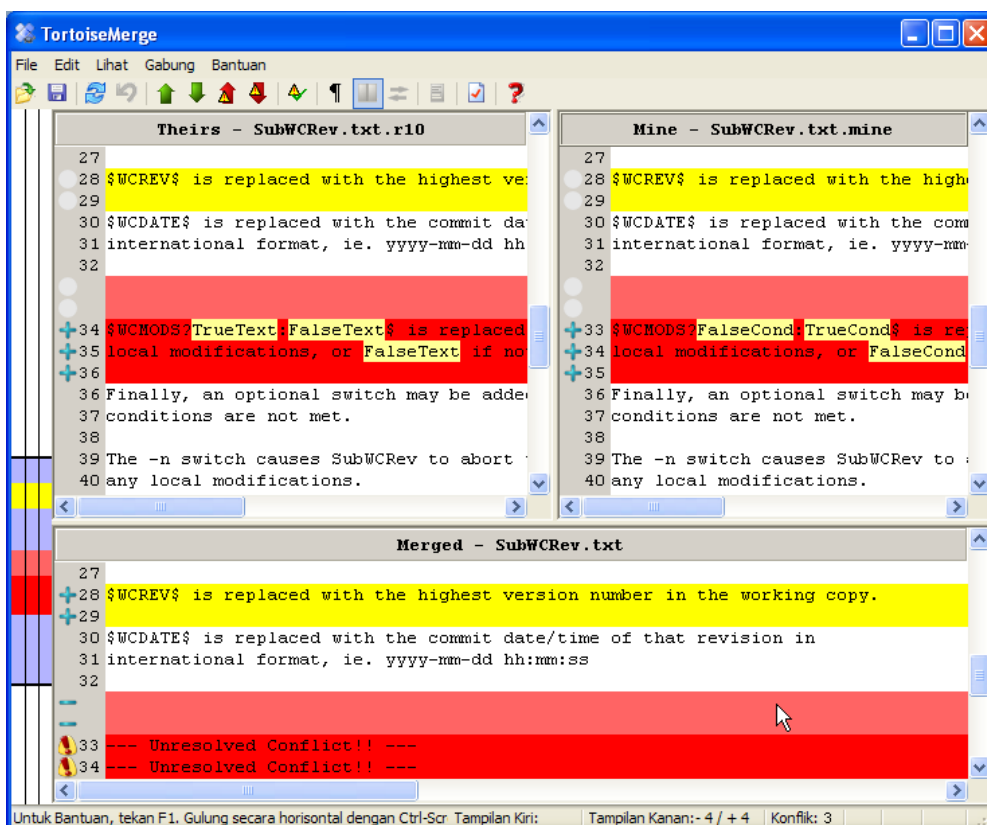 TortoiseMerge
File Edit Lihat Gabung Bantuan
Theirs - SubWCRev.txt.r10
27
28 $WCREV$ is replaced with the highest ve
29
30 $WCDATE$ is replaced with the commit da
31 international format, ie. yyyy-mm-dd hh
32
34 $WCMODS?TrueText:FalseText$ is replaced
35 local modifications, or FalseText if no
36
36 Finally, an optional switch may be adde
37 conditions are not met.
38
39 The -n switch causes SubWCRev to abort
40 any local modifications.
Mine - SubWCRev.txt.mine
27
28 $WCREV$ is replaced with the high
29
30 $WCDATE$ is replaced with the com
31 international format, ie. yyyy-mm-
32
33 $WCMODS?FalseCond:TrueCond$ is re
34 local modifications, or FalseCond
35
36 Finally, an optional switch may b
37 conditions are not met.
38
39 The -n switch causes SubWCRev to
40 any local modifications.
Merged - SubWCRev.txt
27
28 $WCREV$ is replaced with the highest version number in the working copy.
29
30 $WCDATE$ is replaced with the commit date/time of that revision in
31 international format, ie. yyyy-mm-dd hh:mm:ss
32
33 --- Unresolved Conflict!! ---
34 --- Unresolved Conflict!! ---
Untuk Bantuan, tekan F1. Gulung secara horisontal dengan Ctrl-Scr Tampilan Kiri: Tampilan Kanan:- 4 / + 4 Konflik: 3